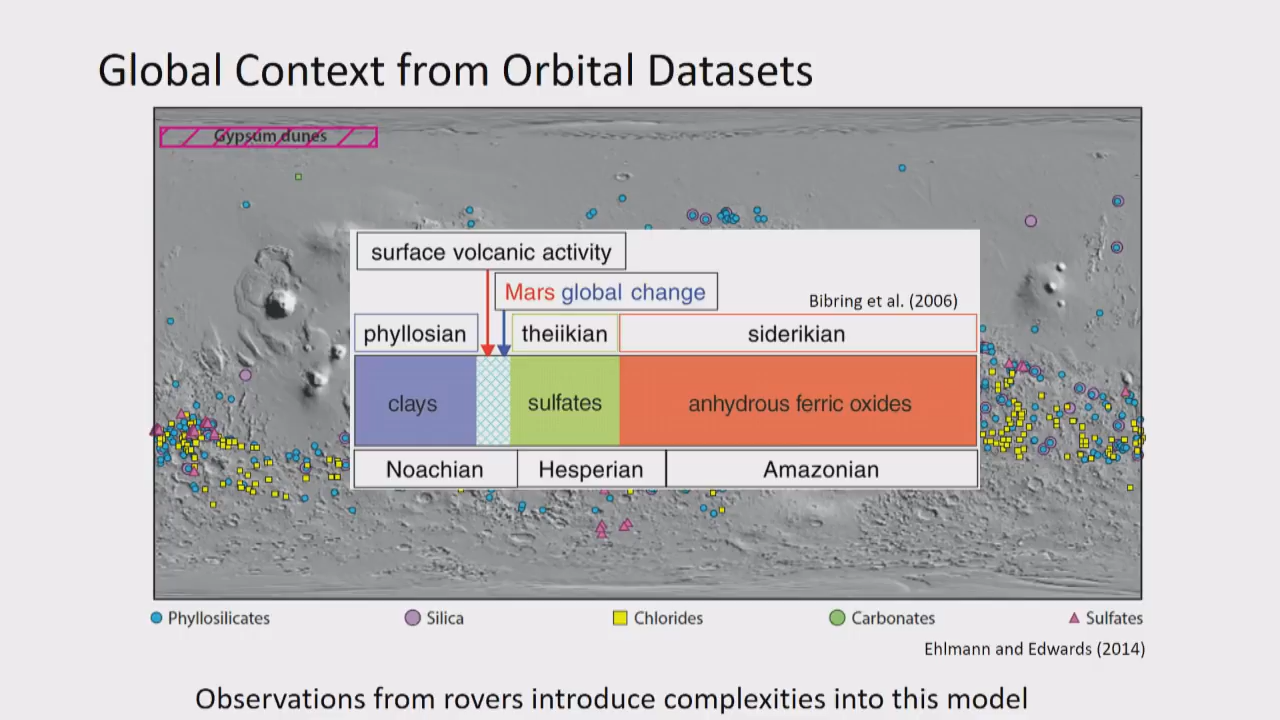 Global Context from Orbital Datasets
Gypsum dunes
surface volcanic activity
Mars global change
Bibring et al. (2006)
phyllosian
theiikian
siderikian
clays
sulfates
anhydrous ferric oxides
Noachian
Hesperian
Amazonian
Phyllosilicates
Silica
Chlorides
Carbonates
Sulfates
Ehlmann and Edwards (2014)
Observations from rovers introduce complexities into this model